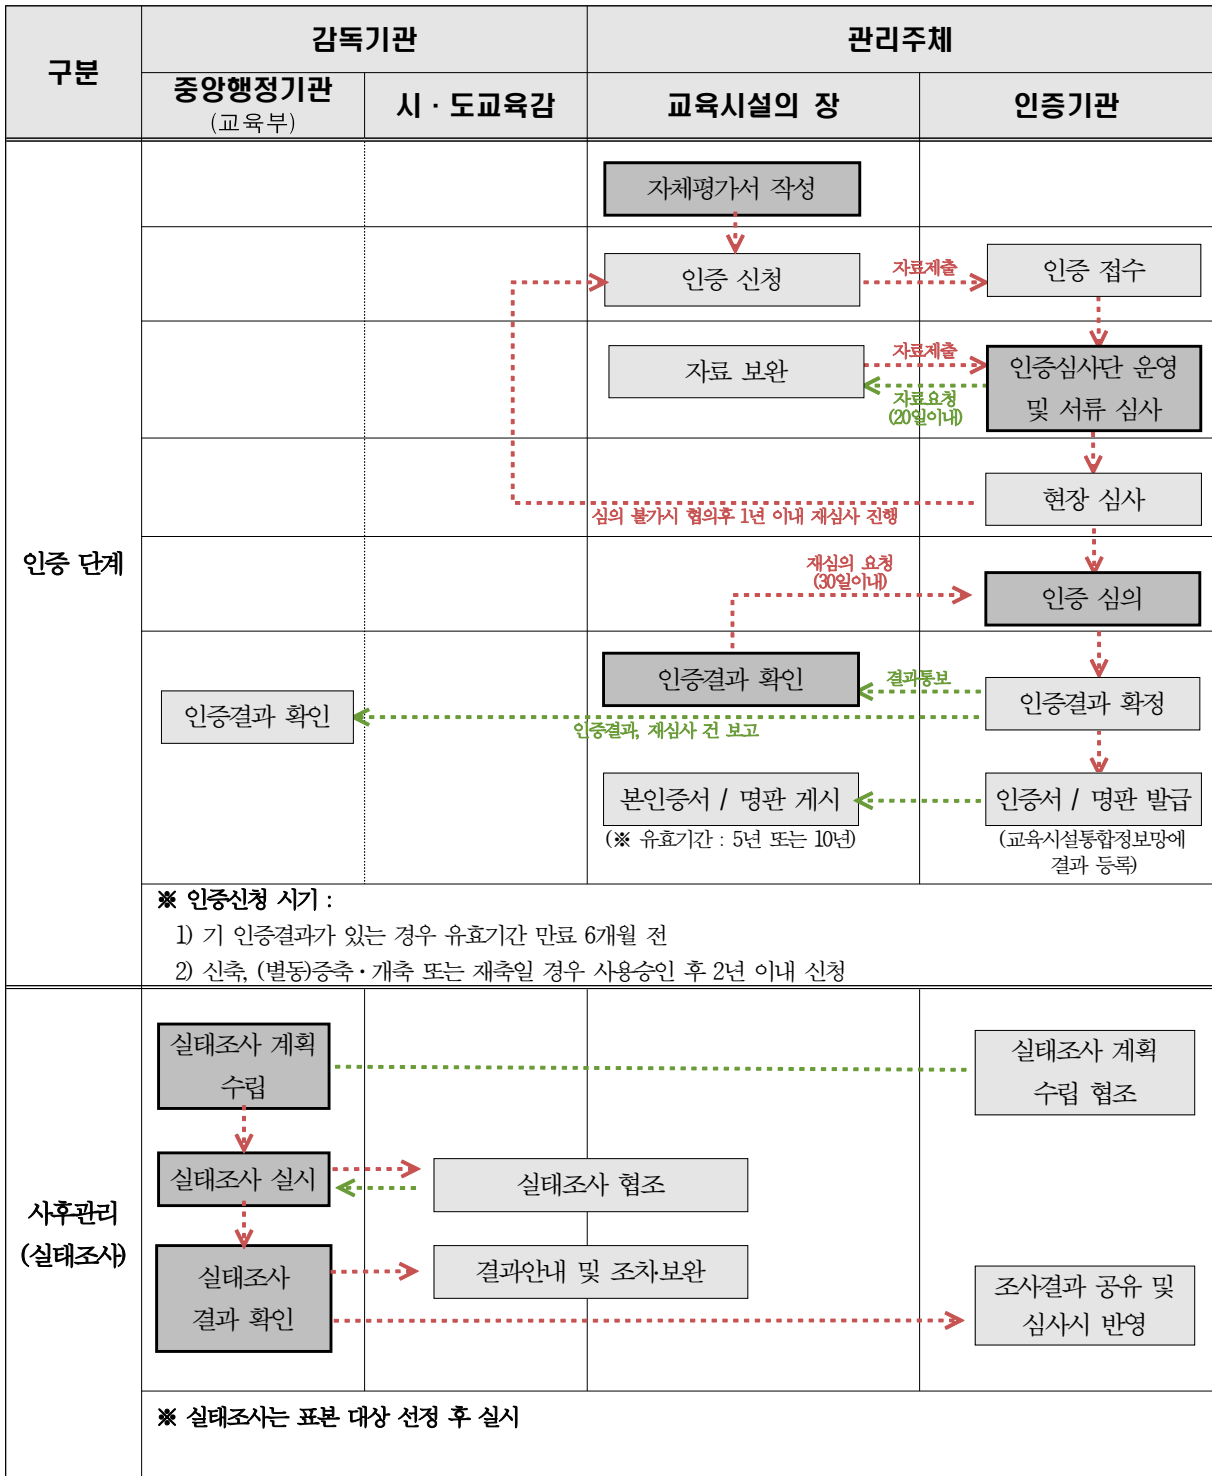 구분
감독기관
관리주체
중앙행정기관
(교육부)
시 · 도교육감
교육시설의 장
인증기관
인증 단계
자체평가서 작성
인증 신청
자료제출
인증 접수
자료 보완
자료제출
자료요청
(20일이내)
인증심사단 운영
및 서류 심사
현장 심사
심의 불가시 협의후 1년 이내 재심사 진행
재심의 요청
(30일이내)
인증 심의
인증결과 확인
결과통보
인증결과 확정
인증결과 확인
인증결과, 재심사 건 보고
본인증서 / 명판 게시
(※ 유효기간 : 5년 또는 10년)
인증서 / 명판 발급
(교육시설통합정보망에
결과 등록)
※ 인증신청 시기 :
1) 기 인증결과가 있는 경우 유효기간 만료 6개월 전
2) 신축, (별동)증축·개축 또는 재축일 경우 사용승인 후 2년 이내 신청
사후관리
(실태조사)
실태조사 계획
수립
실태조사 계획
수립 협조
실태조사 실시
실태조사 협조
실태조사
결과 확인
결과안내 및 조차·보완
조사결과 공유 및
심사시 반영
※ 실태조사는 표본 대상 선정 후 실시